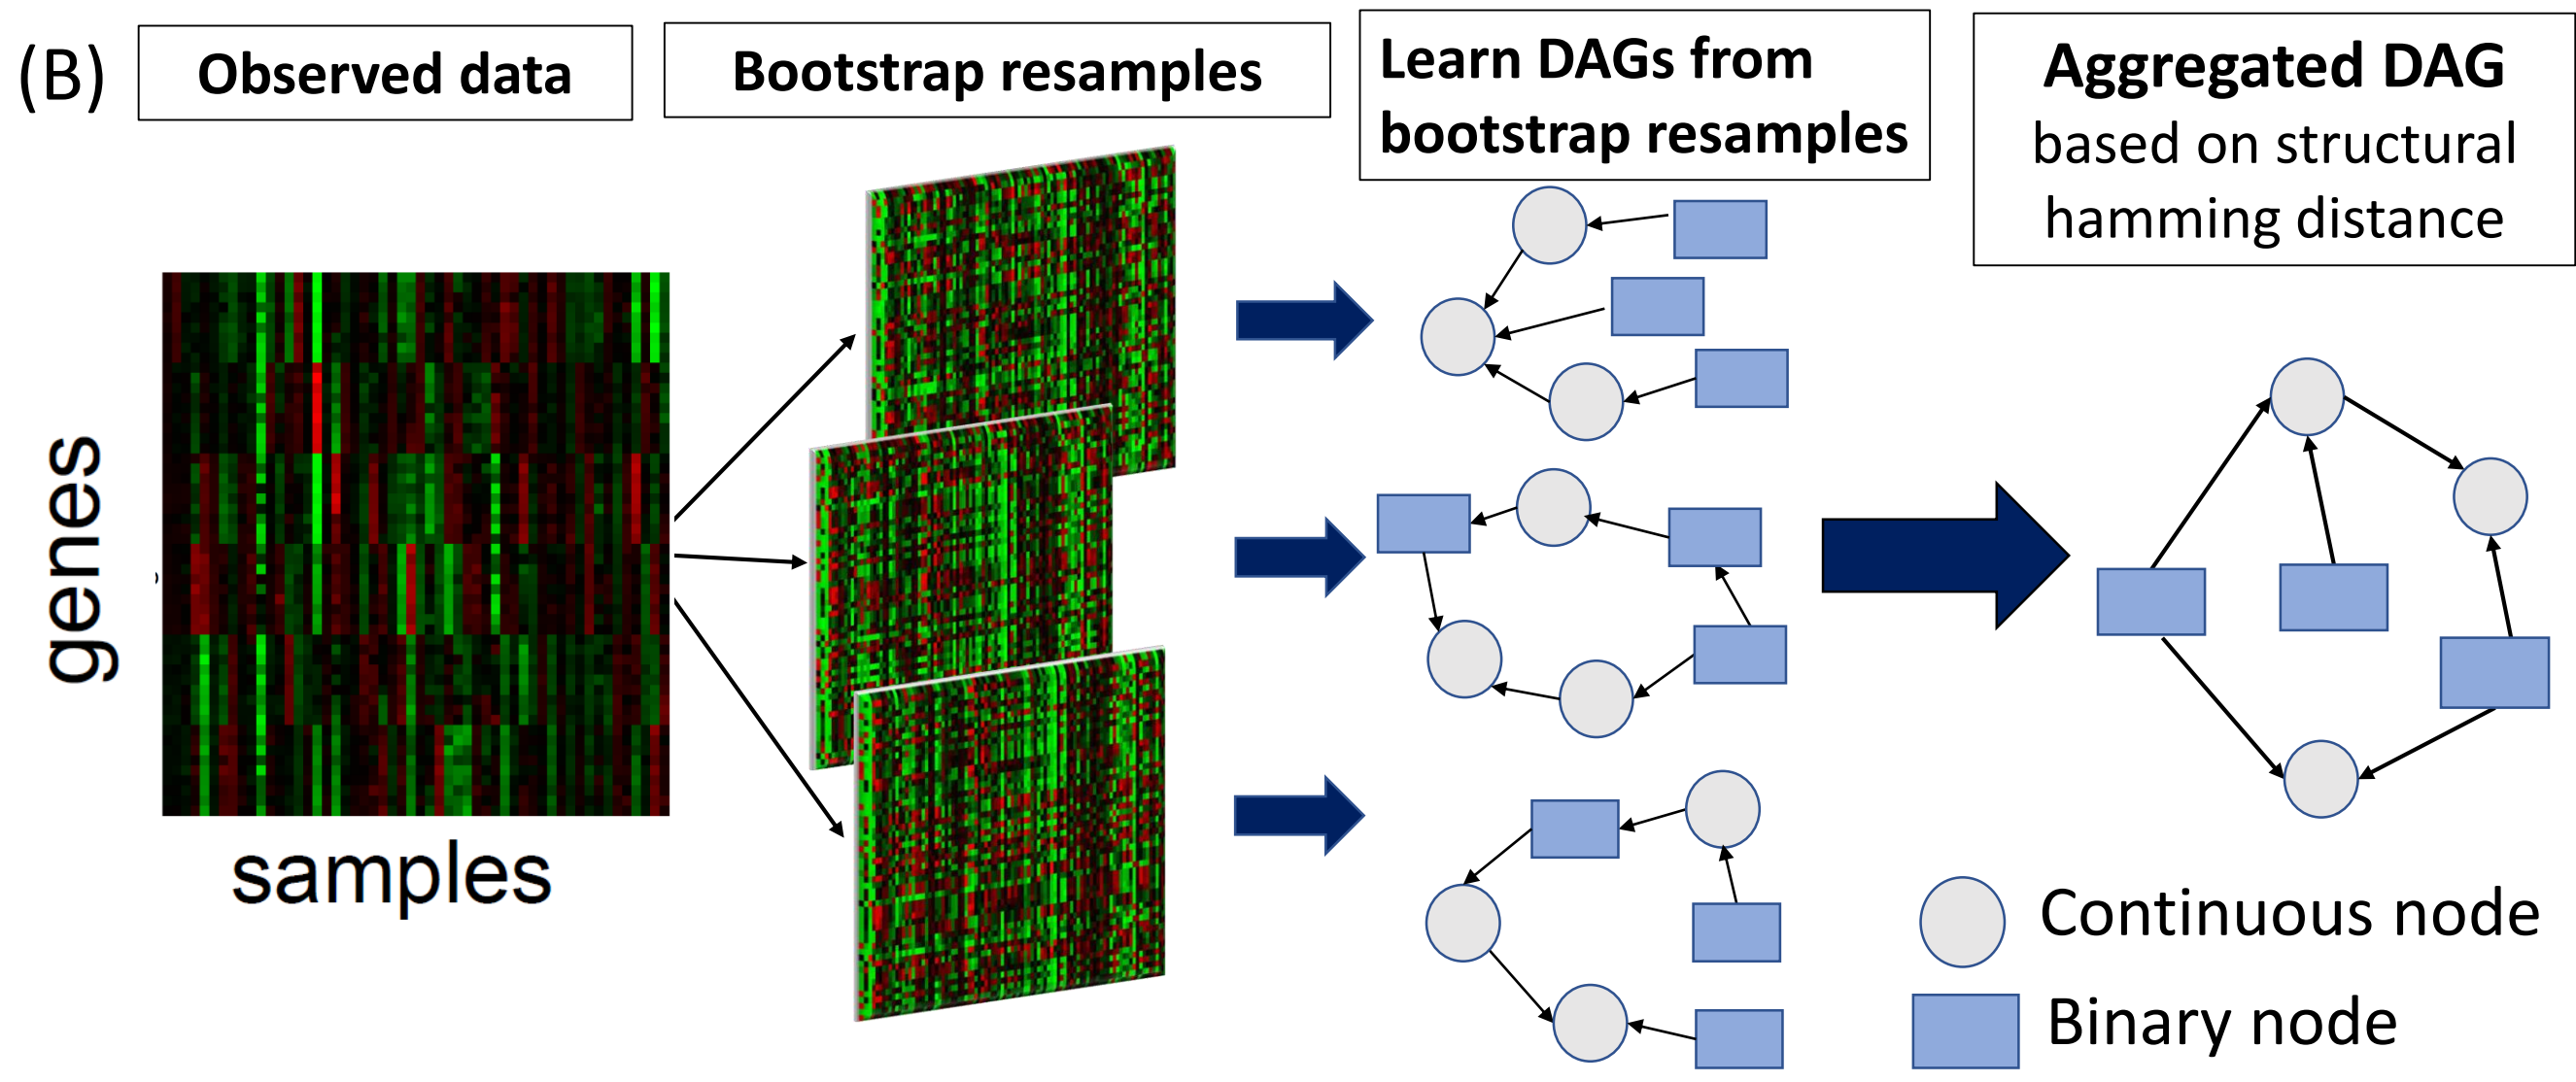 (B)
Observed data
Bootstrap resamples
Learn DAGs from
bootstrap resamples
Aggregated DAG
based on structural
hamming distance
genes
samples
Continuous node
Binary node